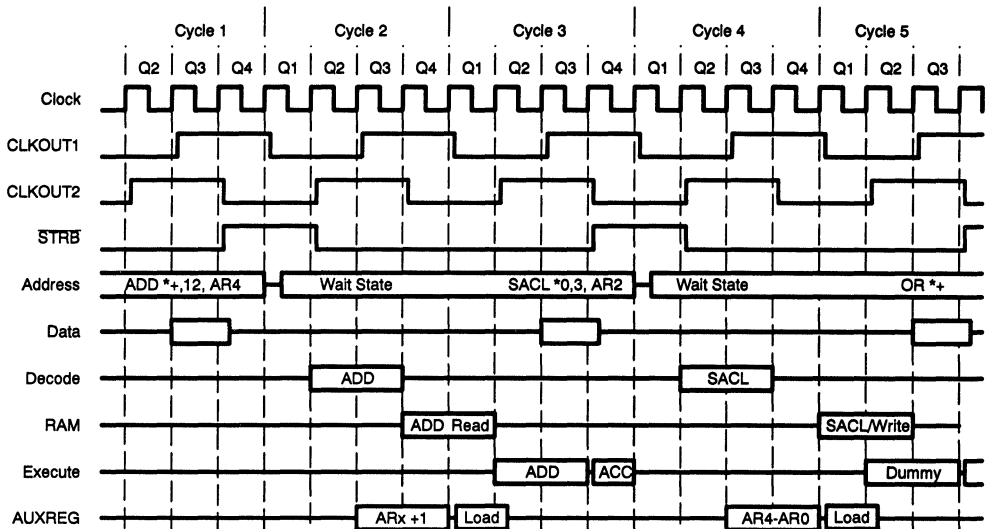 Cycle 1 Cycle 2 Cycle 3 Cycle 4 Cycle 5
Q2 Q3 Q4 Q1 Q2 Q3 Q4 Q1 Q2 Q3 Q4 Q1 Q2 Q3 Q4 Q1 Q2 Q3
Clock
CLKOUT1
CLKOUT2
STRB
Address ADD *+,12, AR4 Wait State SACL *0,3, AR2 Wait State OR *+
Data
Decode ADD SACL
RAM ADD Read SACL/Write
Execute ADD ACC Dummy
AUXREG ARx +1 Load AR4-AR0 Load